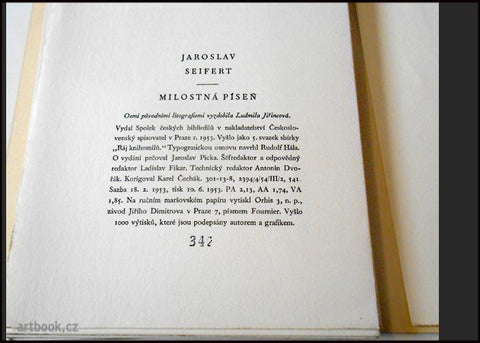 JAROSLAV
SEIFERT
MILOSTNÁ PÍSEŇ
Osmi původními litografiemi vyzdobila Ludmila Jiřincová.
Vydal Spolek českých bibliofilů v nakladatelství Českoslo-
venský spisovatel v Praze r. 1953. Vyšlo jako 5. svazek sbírky
„Ráj knihomilů.“ Typografickou osnovu navrhl Rudolf Hála.
O vydání pečoval Jaroslav Picka. Šéfredaktor a odpovědný
redaktor Ladislav Fikar. Technický redaktor Antonín Dvo-
řák. Korigoval Karel Čechák. 301-13-8, 2394/4/54/III/2, 541.
Sazba 18. 2. 1953, tisk 10. 6. 1953. PA 2,13, AA 1,74, VA
1,85. Na ručním maršovském papíru vytiskl Orbis 3, n. p.,
závod Jiřího Dimitrova v Praze 7, písmem Fournier. Vyšlo
1000 výtisků, které jsou podepsány autorem a grafikem.
342
artbook.cz